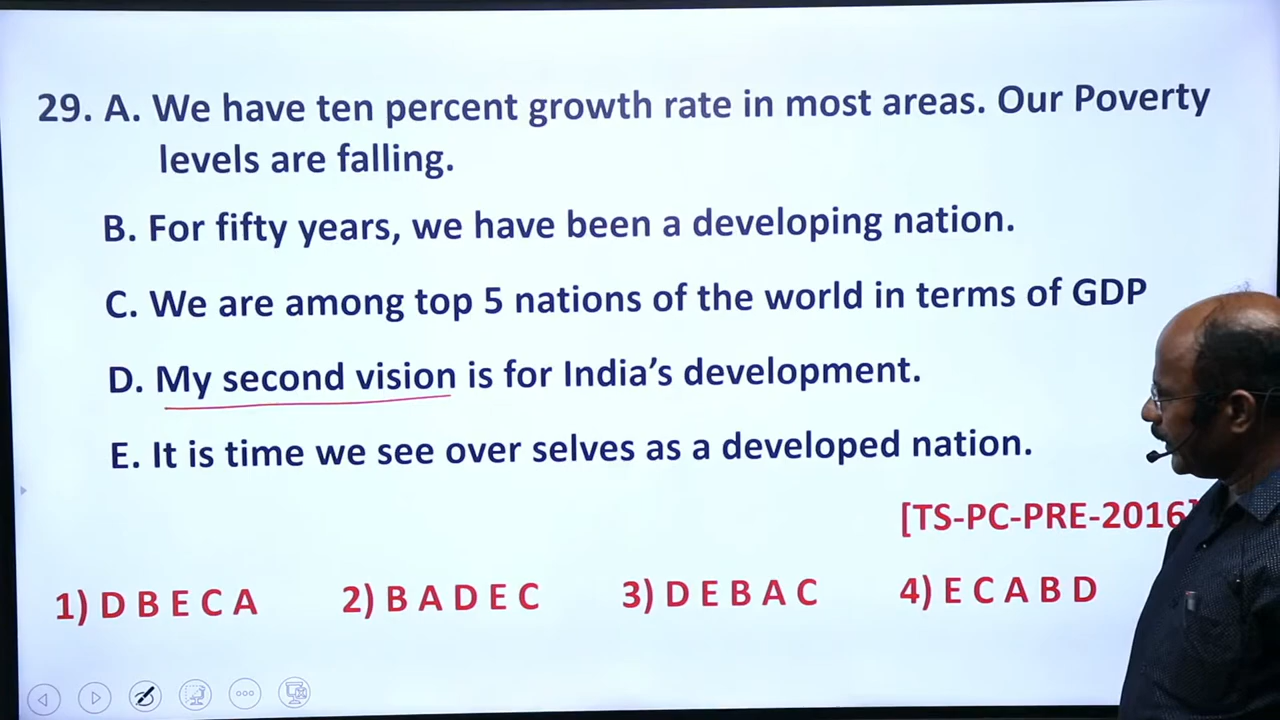 29. A. We have ten percent growth rate in most areas. Our Poverty
levels are falling.
B. For fifty years, we have been a developing nation.
C. We are among top 5 nations of the world in terms of GDP
D. My second vision is for India's development.
E. It is time we see over selves as a developed nation.
[TS-PC-PRE-2016]
1) D B E C A 2) B A D E C 3) D E B A C 4) E C A B D